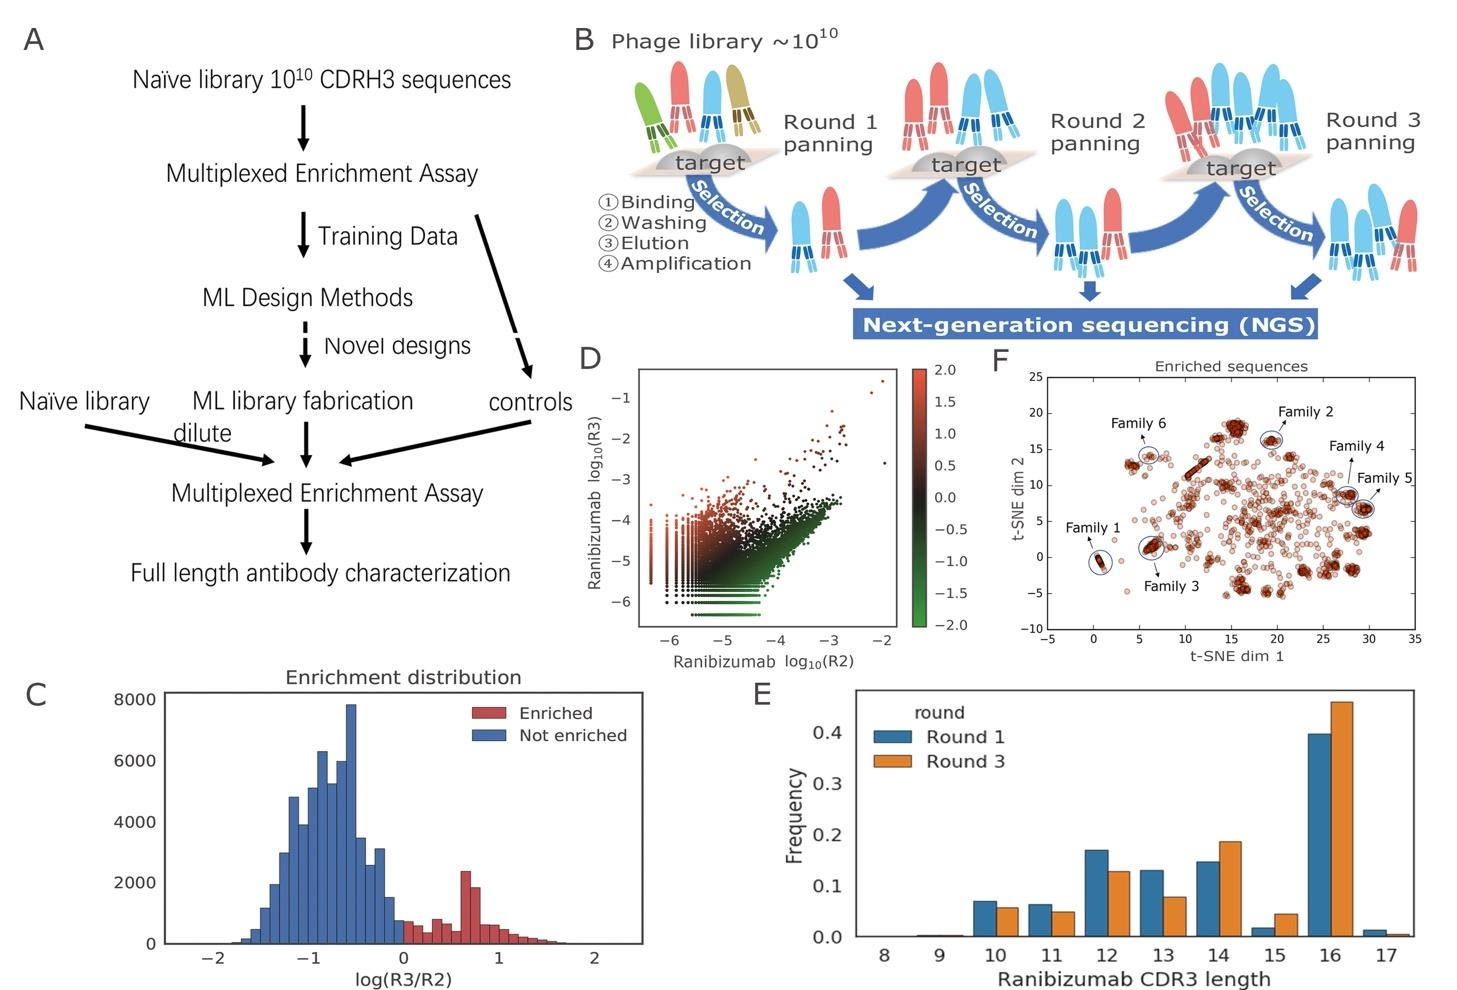 A
Naïve library 10¹⁰ CDRH3 sequences
Multiplexed Enrichment Assay
Training Data
ML Design Methods
Novel designs
Naïve library
ML library fabrication
controls
dilute
Multiplexed Enrichment Assay
Full length antibody characterization
B
Phage library ~10¹⁰
target
Round 1
panning
target
Round 2
panning
target
Round 3
panning
Selection
Selection
Selection
①Binding
②Washing
③Elution
④Amplification
Next-generation sequencing (NGS)
C
Enrichment distribution
Enriched
Not enriched
8000
6000
4000
2000
0
−2
−1
0
1
2
log(R3/R2)
D
Ranibizumab log₁₀(R3)
−1
−2
−3
−4
−5
−6
−6
−5
−4
−3
−2
Ranibizumab log₁₀(R2)
2.0
1.5
1.0
0.5
0.0
−0.5
−1.0
−1.5
−2.0
E
round
Round 1
Round 3
Frequency
0.4
0.3
0.2
0.1
0.0
8
9
10
11
12
13
14
15
16
17
Ranibizumab CDR3 length
F
Enriched sequences
t-SNE dim 2
25
20
15
10
5
0
−5
−10
Family 6
Family 2
Family 4
Family 5
Family 1
Family 3
−5
0
5
10
15
20
25
30
35
t-SNE dim 1